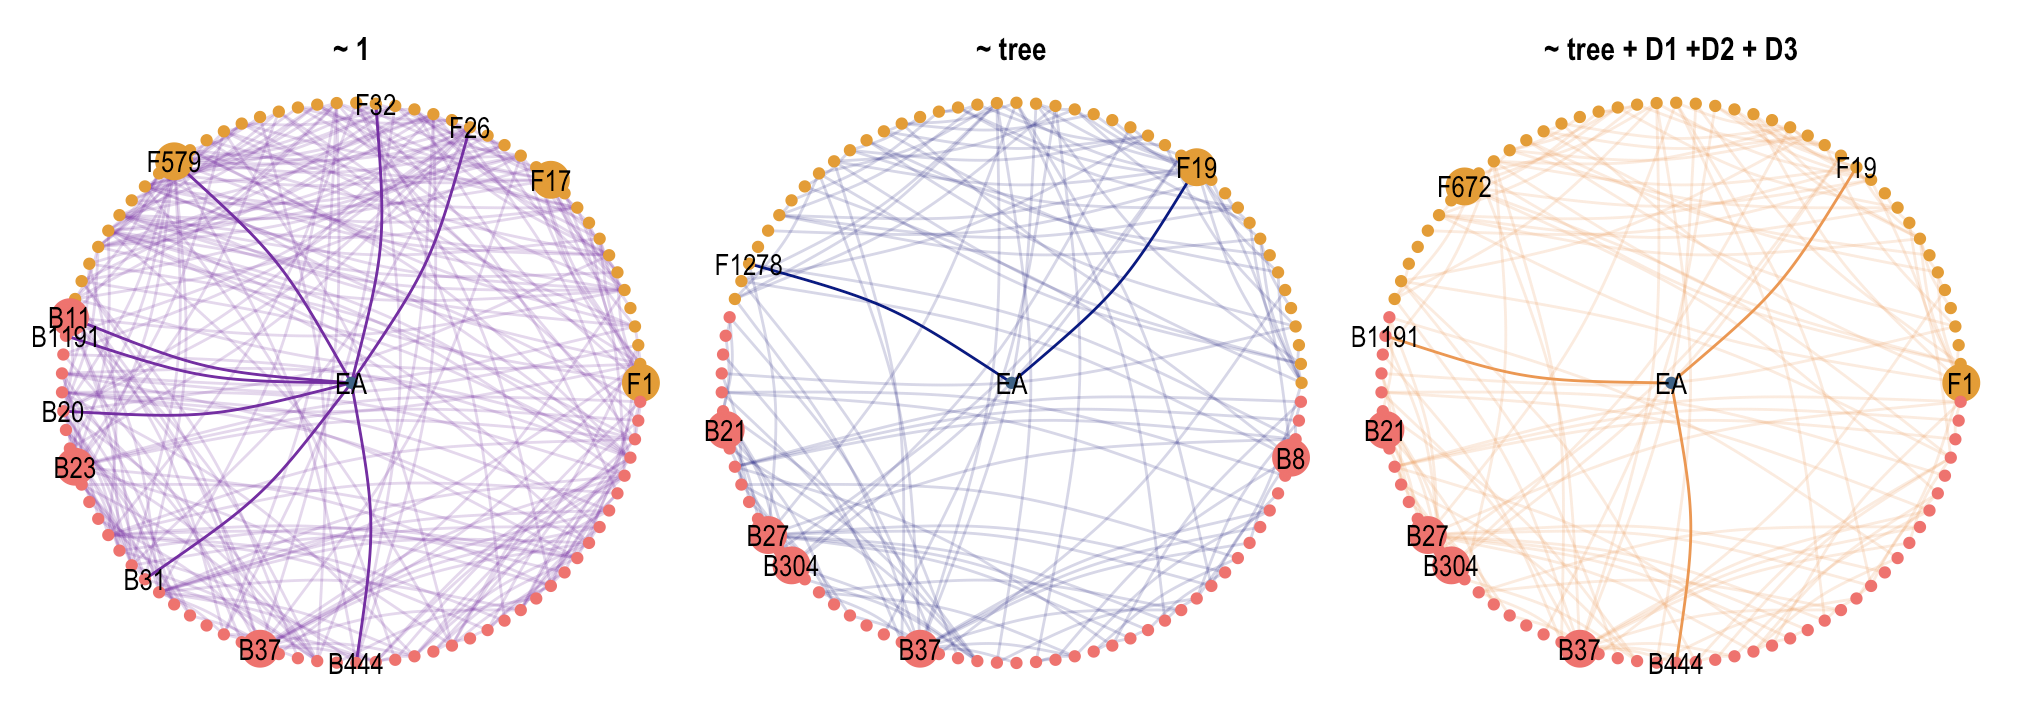 ~ 1
F32
F26
F579
F17
B11
B1191
EA
F1
B20
B23
B31
B37
B444
~ tree
F19
F1278
EA
B21
B8
B27
B304
B37
~ tree + D1 +D2 + D3
F19
F672
B1191
EA
F1
B21
B27
B304
B37
B444